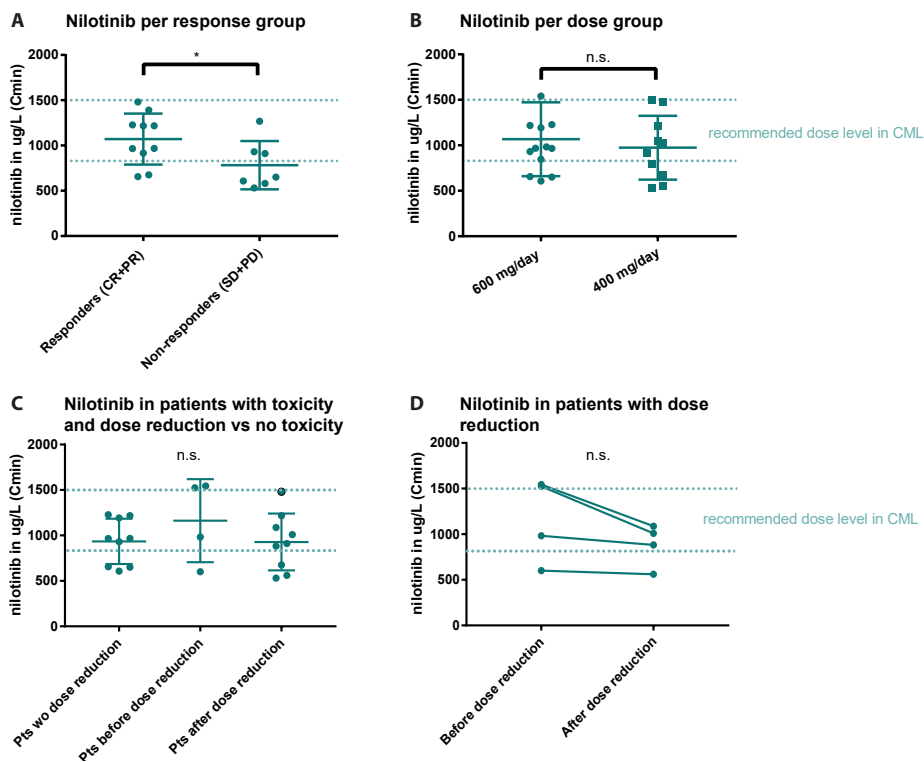 A Nilotinib per response group
nilotinib in ug/L (Cmin)
2000
1500
1000
500
0
*
Responders (CR+PR)
Non-responders (SD+PD)
B Nilotinib per dose group
nilotinib in ug/L (Cmin)
2000
1500
1000
500
0
n.s.
recommended dose level in CML
600 mg/day
400 mg/day
C Nilotinib in patients with toxicity
and dose reduction vs no toxicity
nilotinib in ug/L (Cmin)
2000
1500
1000
500
0
n.s.
Pts wo dose reduction
Pts before dose reduction
Pts after dose reduction
D Nilotinib in patients with dose
reduction
nilotinib in ug/L (Cmin)
2000
1500
1000
500
0
n.s.
recommended dose level in CML
Before dose reduction
After dose reduction